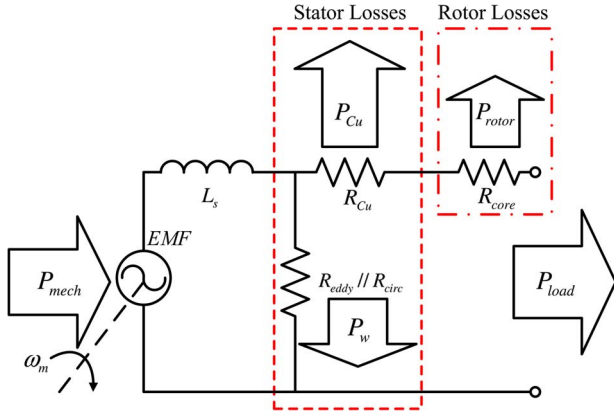 Stator Losses
Rotor Losses
P_Cu
P_rotor
L_s
R_Cu
R_core
EMF
P_mech
R_eddy // R_circ
P_load
P_w
ω_m